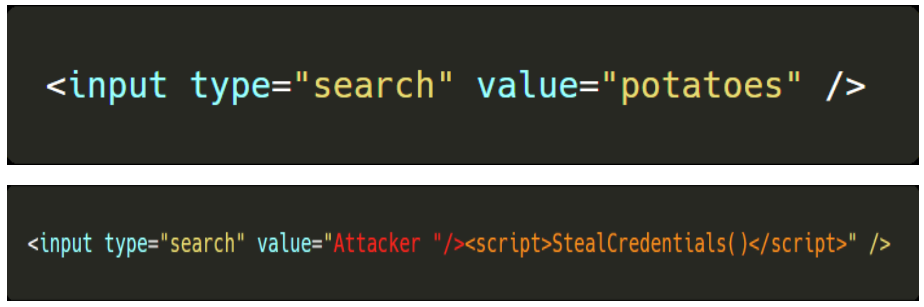 <input type="search" value="potatoes" />
<input type="search" value="Attacker "/><script>StealCredentials()</script>" />